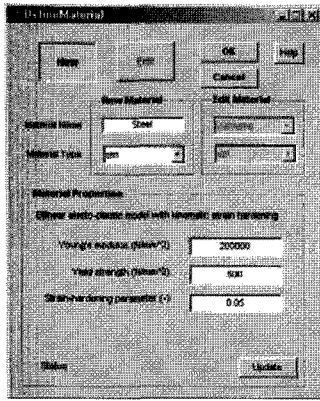 DefineMaterial
New
Edit
OK
Help
Cancel
New Material
Edit Material
Material Name
Steel
Material Type
Material Properties
Bilinear elasto-plastic model with kinematic strain hardening
Young's modulus (N/mm^2)
200000
Yield strength (N/mm^2)
500
Strain-hardening parameter (-)
0.05
Status
Update